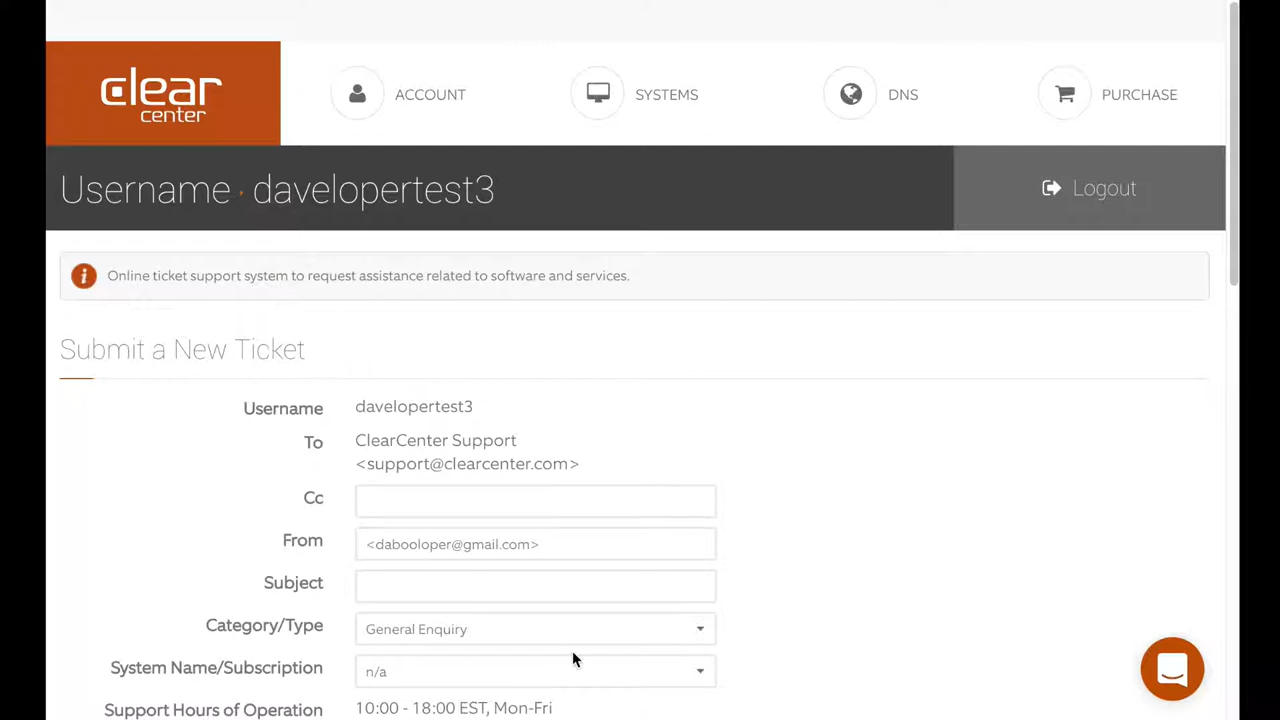 clear
center
ACCOUNT
SYSTEMS
DNS
PURCHASE
Username · davelopertest3
Logout
Online ticket support system to request assistance related to software and services.
Submit a New Ticket
Username davelopertest3
To ClearCenter Support
<support@clearcenter.com>
Cc
From <dabooloper@gmail.com>
Subject
Category/Type General Enquiry
System Name/Subscription n/a
Support Hours of Operation 10:00 - 18:00 EST, Mon-Fri